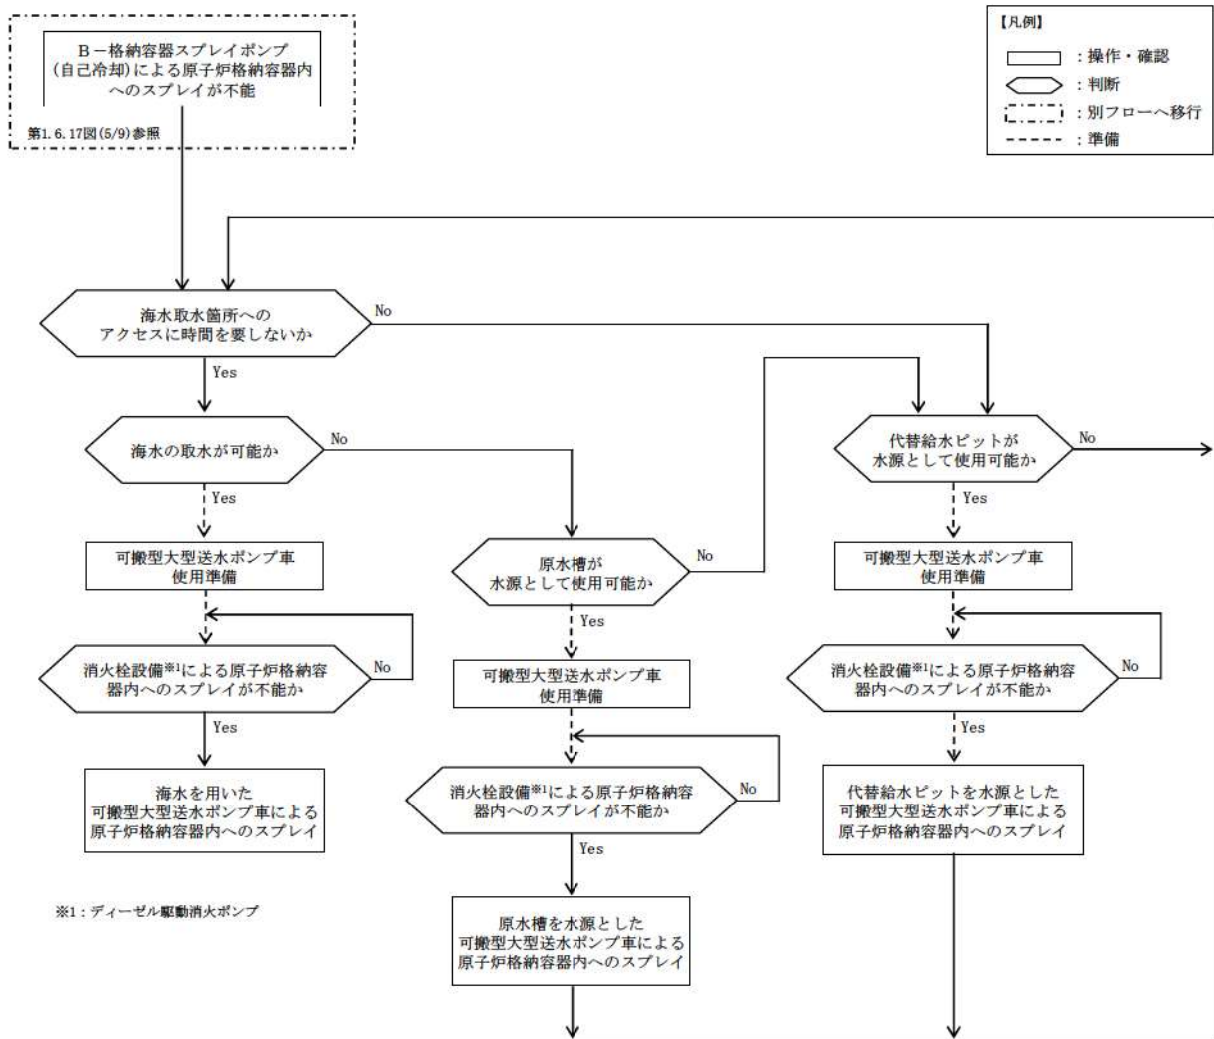 B－格納容器スプレイポンプ
(自己冷却)による原子炉格納容器内
へのスプレイが不能
第1.6.17図(5/9)参照
【凡例】
：操作・確認
：判断
：別フローへ移行
：準備
海水取水箇所への
アクセスに時間を要しないか
No
Yes
海水の取水が可能か
No
Yes
代替給水ピットが
水源として使用可能か
No
Yes
可搬型大型送水ポンプ車
使用準備
原水槽が
水源として使用可能か
No
Yes
可搬型大型送水ポンプ車
使用準備
消火栓設備※1による原子炉格納容
器内へのスプレイが不能か
No
Yes
可搬型大型送水ポンプ車
使用準備
消火栓設備※1による原子炉格納容
器内へのスプレイが不能か
No
Yes
海水を用いた
可搬型大型送水ポンプ車による
原子炉格納容器内へのスプレイ
消火栓設備※1による原子炉格納容
器内へのスプレイが不能か
No
Yes
代替給水ピットを水源とした
可搬型大型送水ポンプ車による
原子炉格納容器内へのスプレイ
※1：ディーゼル駆動消火ポンプ
原水槽を水源とした
可搬型大型送水ポンプ車による
原子炉格納容器内へのスプレイ